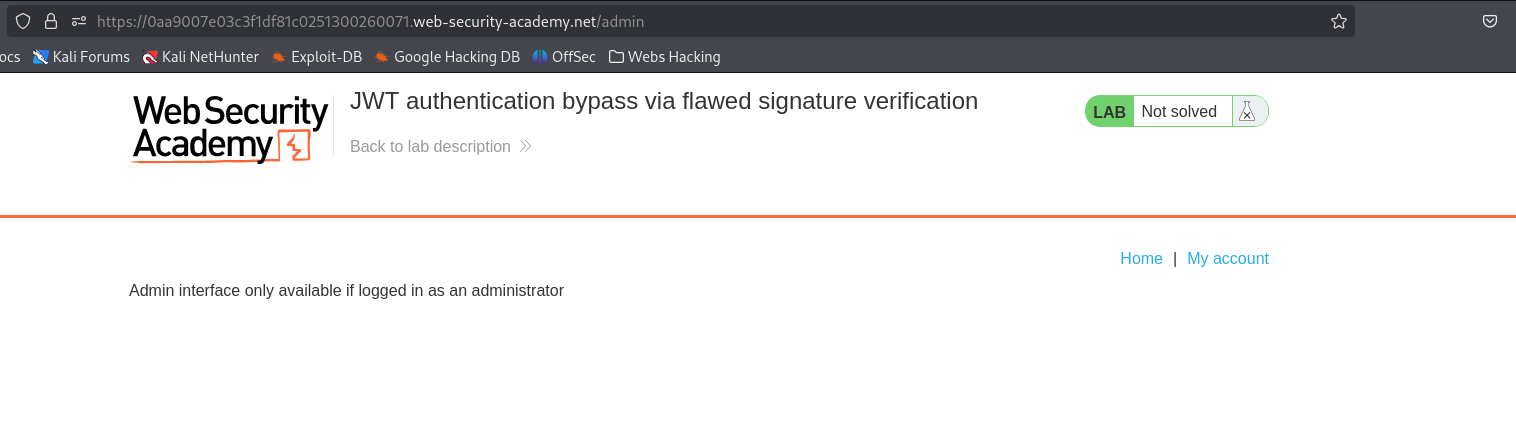 https://0aa9007e03c3f1df81c0251300260071.web-security-academy.net/admin
ocs Kali Forums Kali NetHunter Exploit-DB Google Hacking DB OffSec Webs Hacking
Web Security
Academy
JWT authentication bypass via flawed signature verification
LAB Not solved
Back to lab description
Home | My account
Admin interface only available if logged in as an administrator